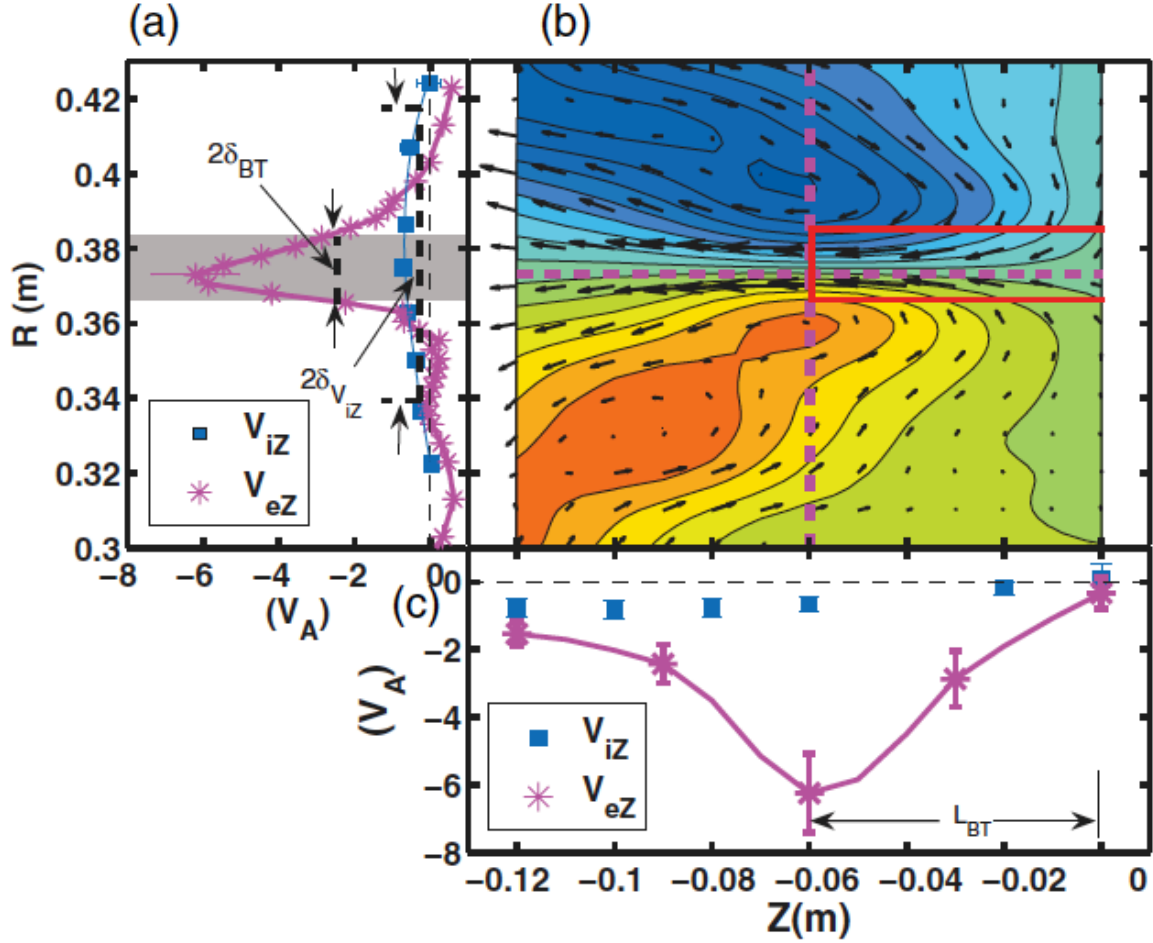 (a)
(b)
0.42
0.4
0.38
0.36
0.34
0.32
0.3
R (m)
2δ_BT
2δ_V_iZ
V_iZ
V_eZ
−8 −6 −4 −2 0
(V_A)
(c)
0
−2
−4
−6
−8
(V_A)
V_iZ
V_eZ
L_BT
−0.12 −0.1 −0.08 −0.06 −0.04 −0.02 0
Z(m)